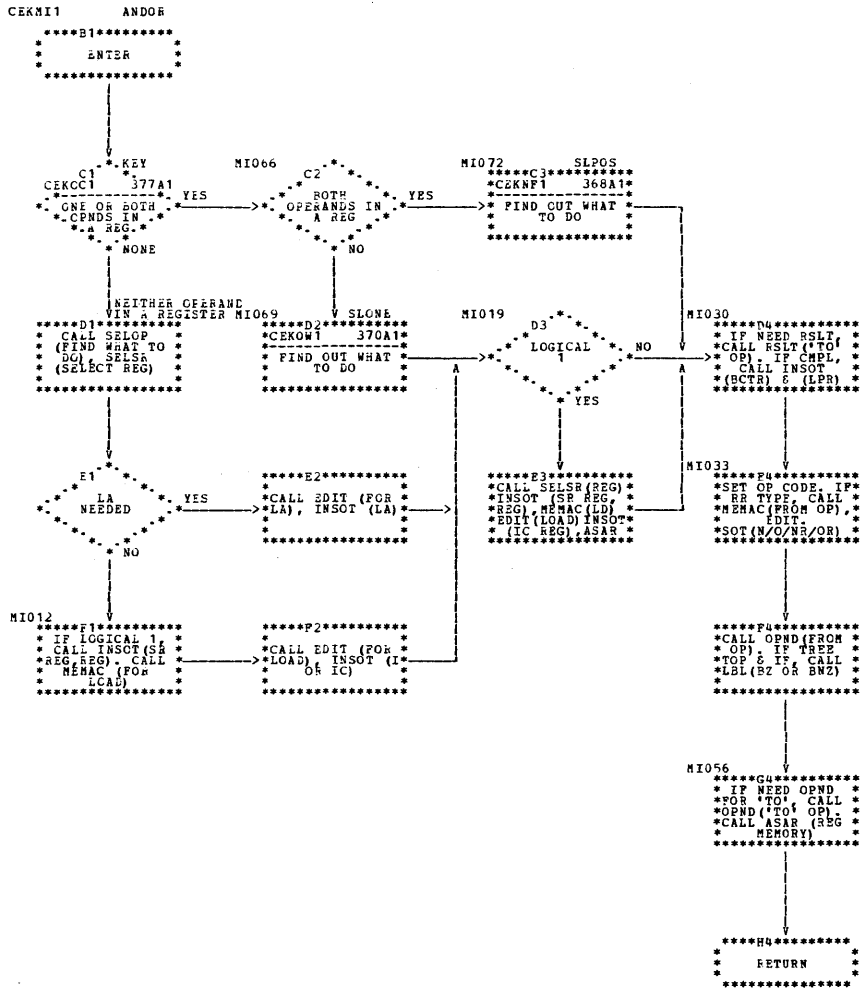 CEKMI1 ANDOR
****B1*********
ENTER
C1 KEY
CEKCC1 377A1
ONE OR BOTH
OPNDS IN
A REG.
YES
NONE
MI066
C2
BOTH
OPERANDS IN
A REG
YES
NO
MI072 SLPOS
*****C3**********
*CEKNF1 368A1*
FIND OUT WHAT
TO DO
NEITHER OPERAND
IN A REGISTER
*****D1**********
CALL SELOP
(FIND WHAT TO
DO), SELSR
(SELECT REG)
MI069 SLONE
*****D2**********
*CEKOW1 370A1*
FIND OUT WHAT
TO DO
MI019
D3
LOGICAL
1
NO
YES
MI030
*****D4**********
IF NEED RSLT,
CALL RSLT('TO'
OP). IF CMPL,
CALL INSOT
(BCTR) & (LPR)
E1
LA
NEEDED
YES
NO
*****E2**********
*CALL EDIT (FOR
*LA), INSOT (LA)
*****E3**********
*CALL SELSR(REG)
*INSOT (SR REG,
*REG),MEMAC(LD)
*EDIT(LOAD)INSOT
*(IC REG),ASAR
MI033
*****E4**********
*SET OP CODE. IF
*RR TYPE, CALL
*MEMAC(FROM OP),
EDIT.
*SOT(N/O/NR/OR)
MI012
*****F1**********
IF LOGICAL 1,
CALL INSOT(SR
*REG,REG). CALL
MEMAC (FOR
LOAD)
*****F2**********
*CALL EDIT (FOR
*LOAD), INSOT (I
OR IC)
*****F4**********
*CALL OPND(FROM
OP). IF TREE
TOP & IF, CALL
LBL(BZ OR BNZ)
MI056
*****G4**********
IF NEED OPND
*FOR 'TO', CALL
*OPND('TO' OP).
*CALL ASAR (REG
MEMORY)
****H4*********
RETURN